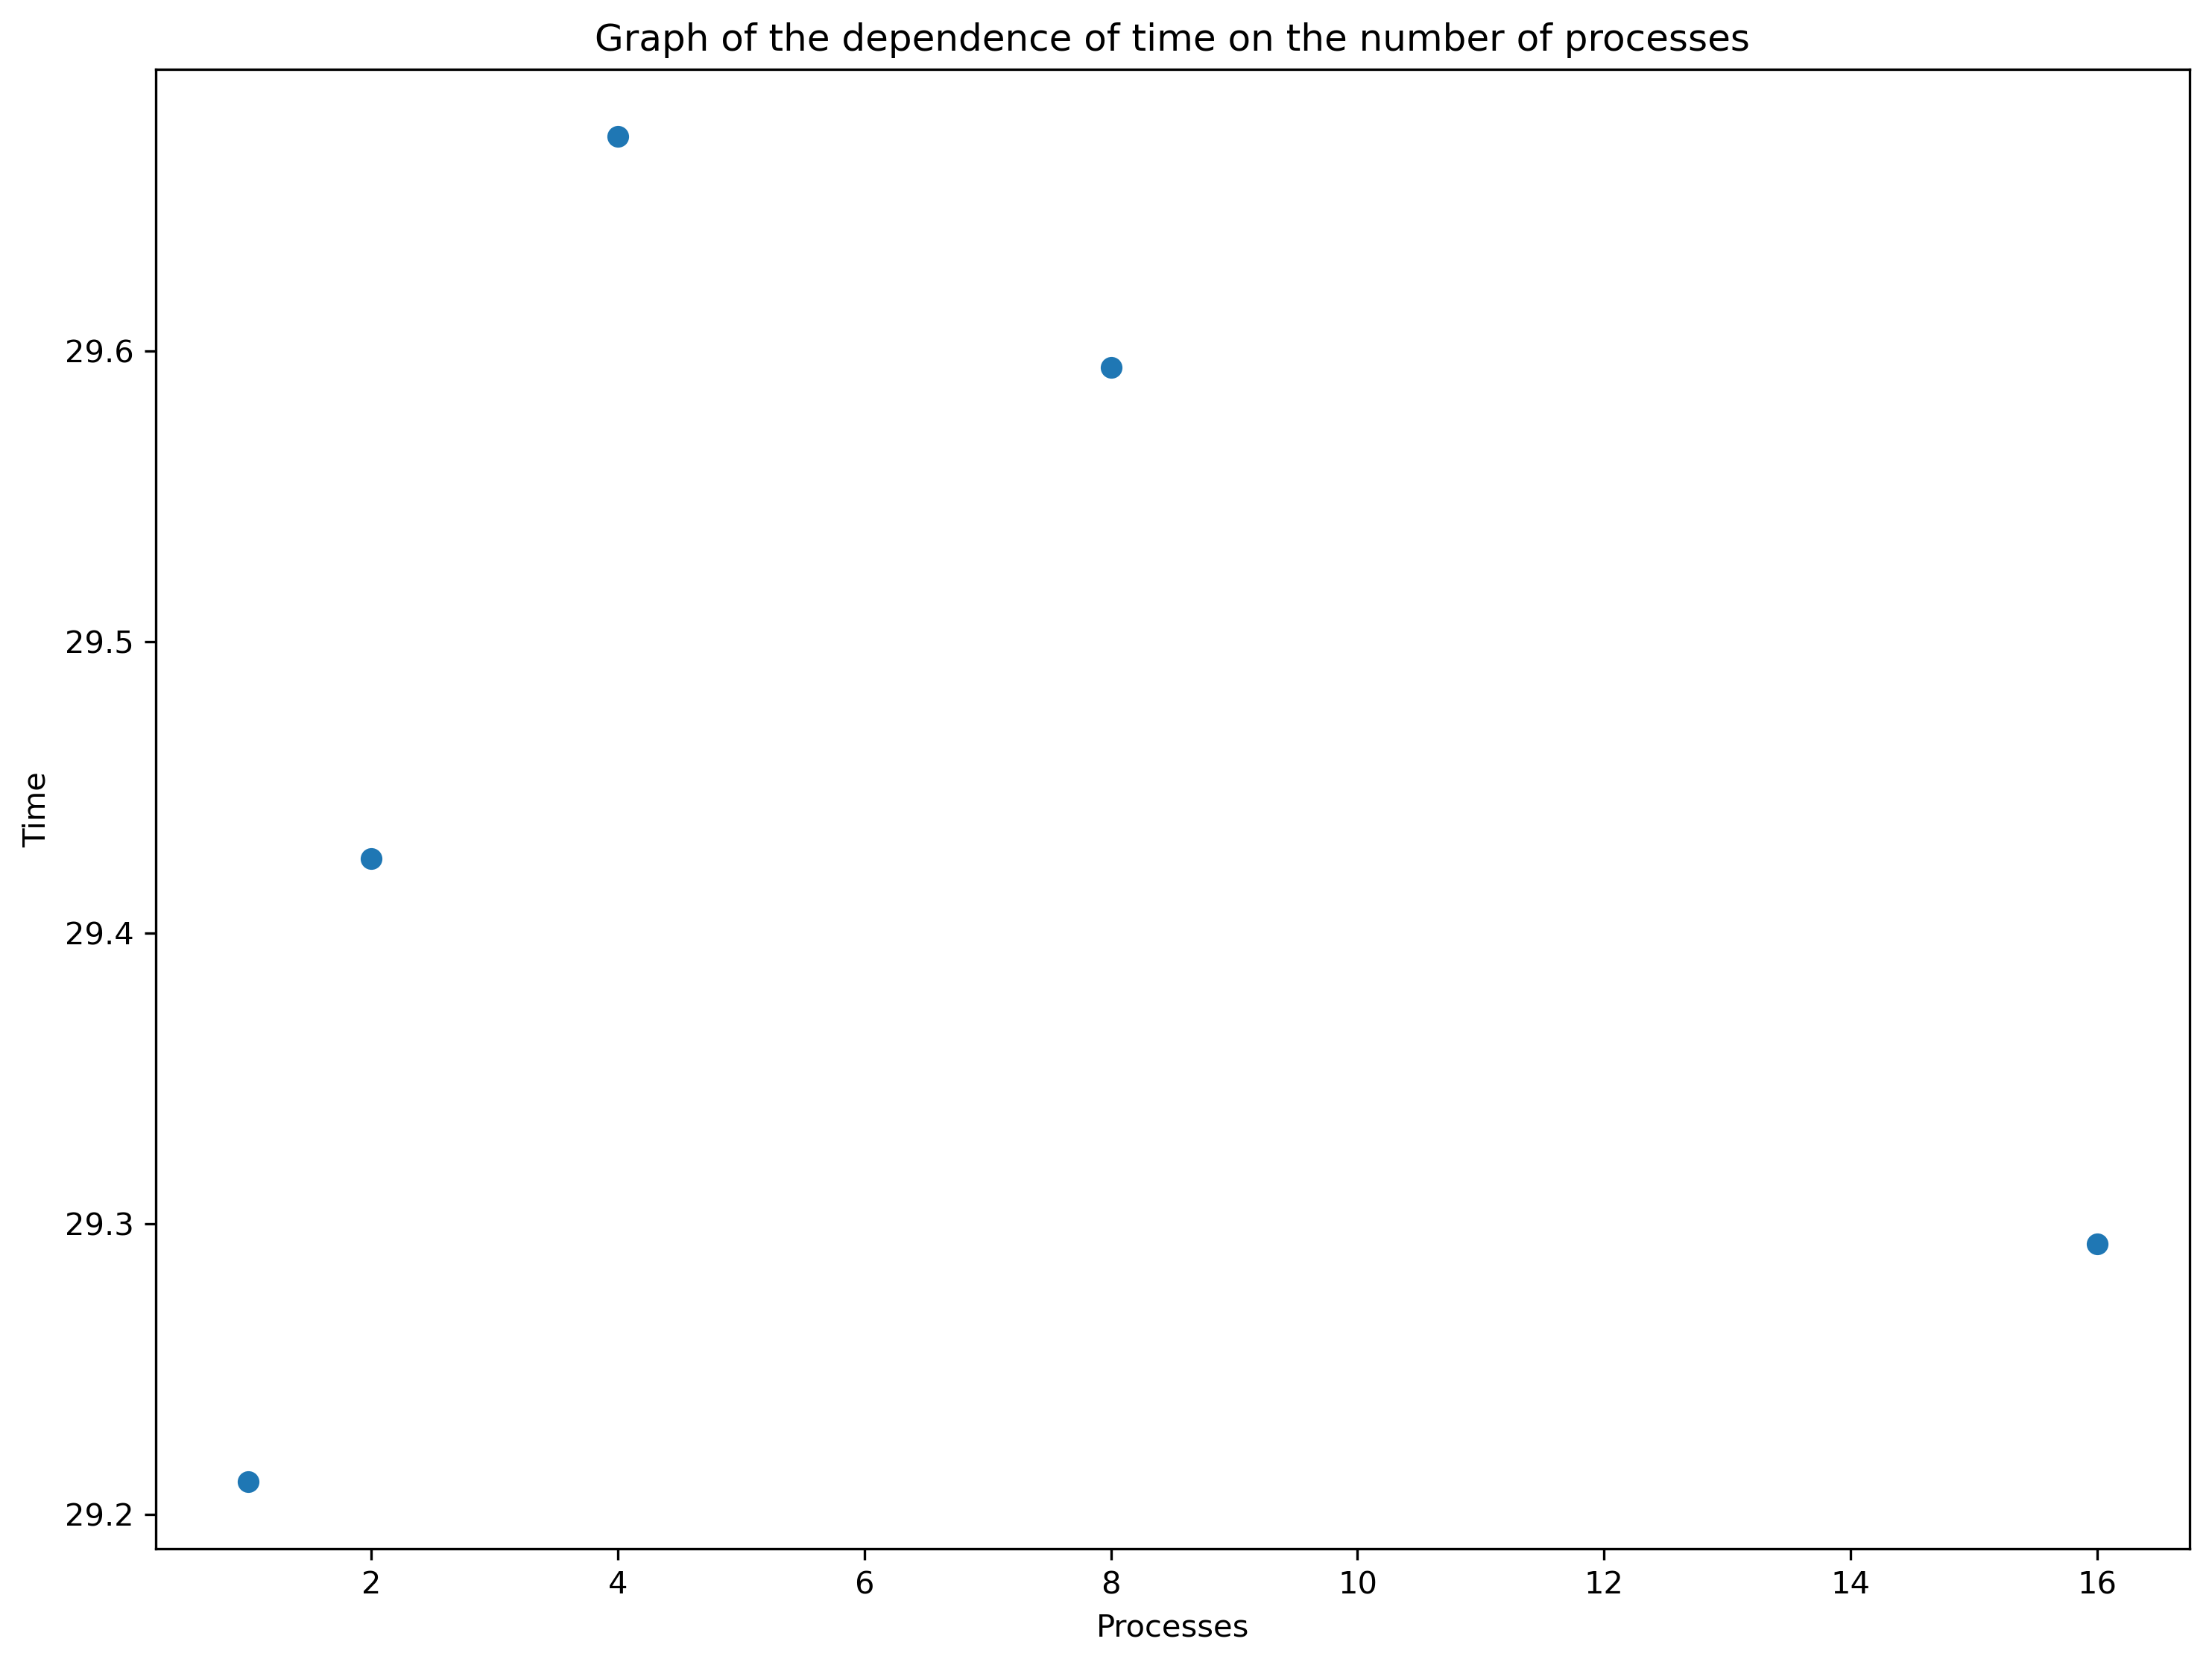 Graph of the dependence of time on the number of processes
29.6
29.5
29.4
29.3
29.2
Time
2 4 6 8 10 12 14 16
Processes